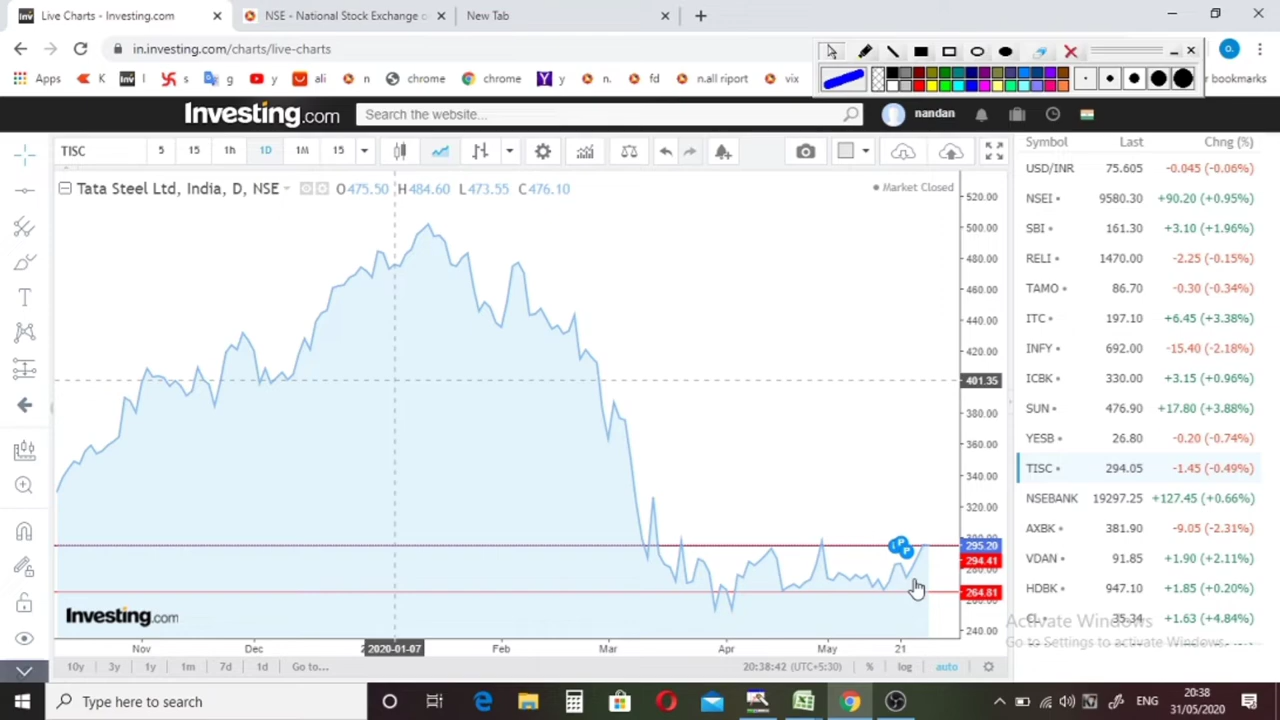 Live Charts - Investing.com
NSE - National Stock Exchange o
New Tab
in.investing.com/charts/live-charts
Apps K I s g ali n chrome chrome y n. fd n.all riport vix
bookmarks
Investing.com
Search the website...
nandan
TISC 5 15 1h 1D 1M 15
Tata Steel Ltd, India, D, NSE O475.50 H484.60 L473.55 C476.10
Market Closed
520.00
500.00
480.00
460.00
440.00
420.00
401.35
380.00
360.00
340.00
320.00
295.20
294.41
264.81
240.00
Investing.com
Nov Dec 2020-01-07 Feb Mar Apr May 21
10y 3y 1y 1m 7d 1d Go to...
20:38:42 (UTC+5:30) % log auto
Symbol Last Chng (%)
USD/INR 75.605 -0.045 (-0.06%)
NSEI 9580.30 +90.20 (+0.95%)
SBI 161.30 +3.10 (+1.96%)
RELI 1470.00 -2.25 (-0.15%)
TAMO 86.70 -0.30 (-0.34%)
ITC 197.10 +6.45 (+3.38%)
INFY 692.00 -15.40 (-2.18%)
ICBK 330.00 +3.15 (+0.96%)
SUN 476.90 +17.80 (+3.88%)
YESB 26.80 -0.20 (-0.74%)
TISC 294.05 -1.45 (-0.49%)
NSEBANK 19297.25 +127.45 (+0.66%)
AXBK 381.90 -9.05 (-2.31%)
VDAN 91.85 +1.90 (+2.11%)
HDBK 947.10 +1.85 (+0.20%)
CL 35.34 +1.63 (+4.84%)
Activate Windows
Go to Settings to activate Windows.
Type here to search
ENG
20:38
31/05/2020